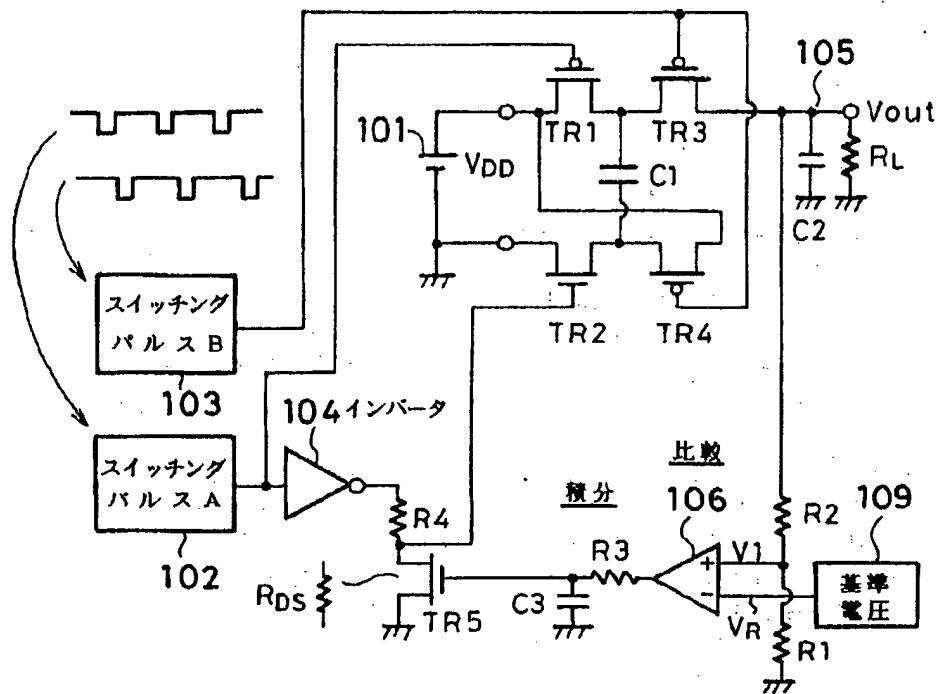 105
Vout
TR1
TR3
101
VDD
C1
RL
C2
スイッチング
パルスB
103
TR2
TR4
104 インバータ
スイッチング
パルスA
102
R4
比較
積分
106
R2
109
R3
V1
基準
電圧
RDS
C3
+
-
TR5
VR
R1